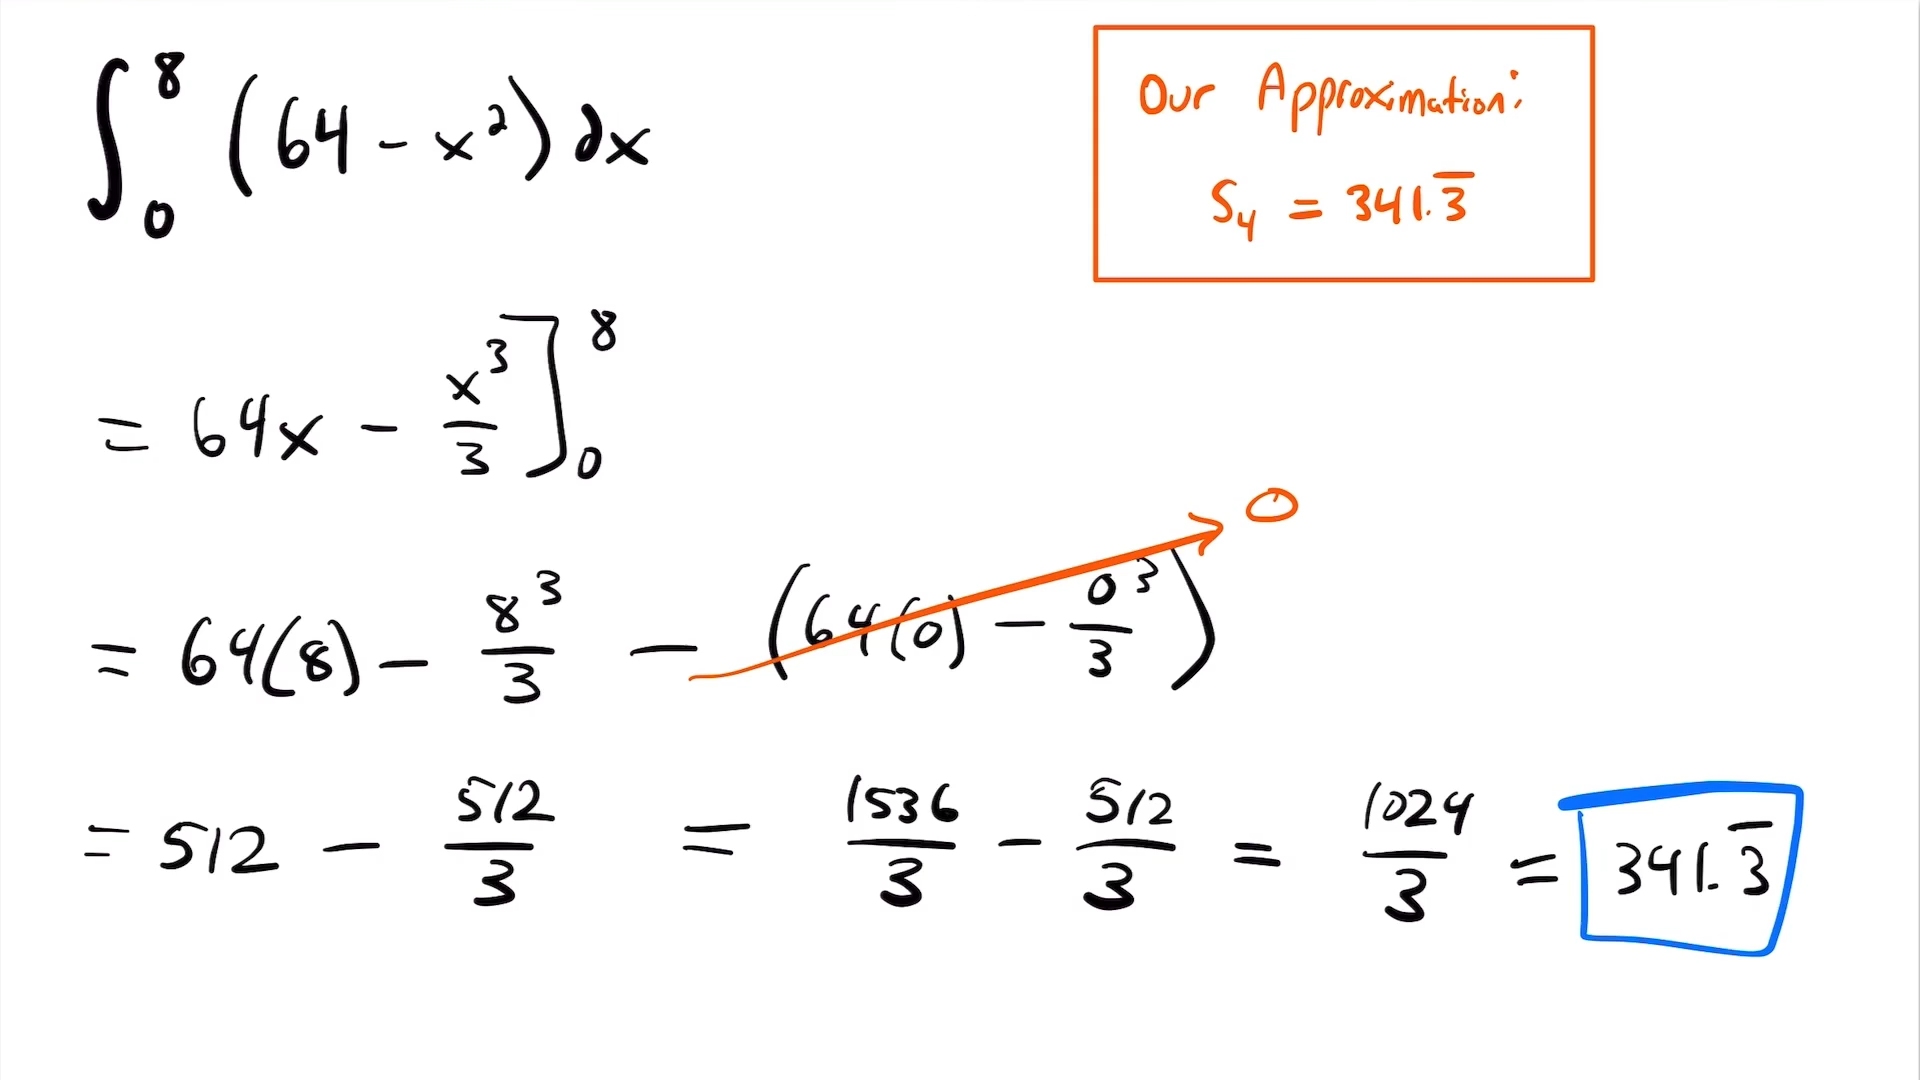 ∫₀⁸ (64 - x²) dx
Our Approximation:
S₄ = 341.3̅
= 64x - x³/3 ]₀⁸
= 64(8) - 8³/3 - (64(0) - 0³/3) 0
= 512 - 512/3 = 1536/3 - 512/3 = 1024/3 = 341.3̅